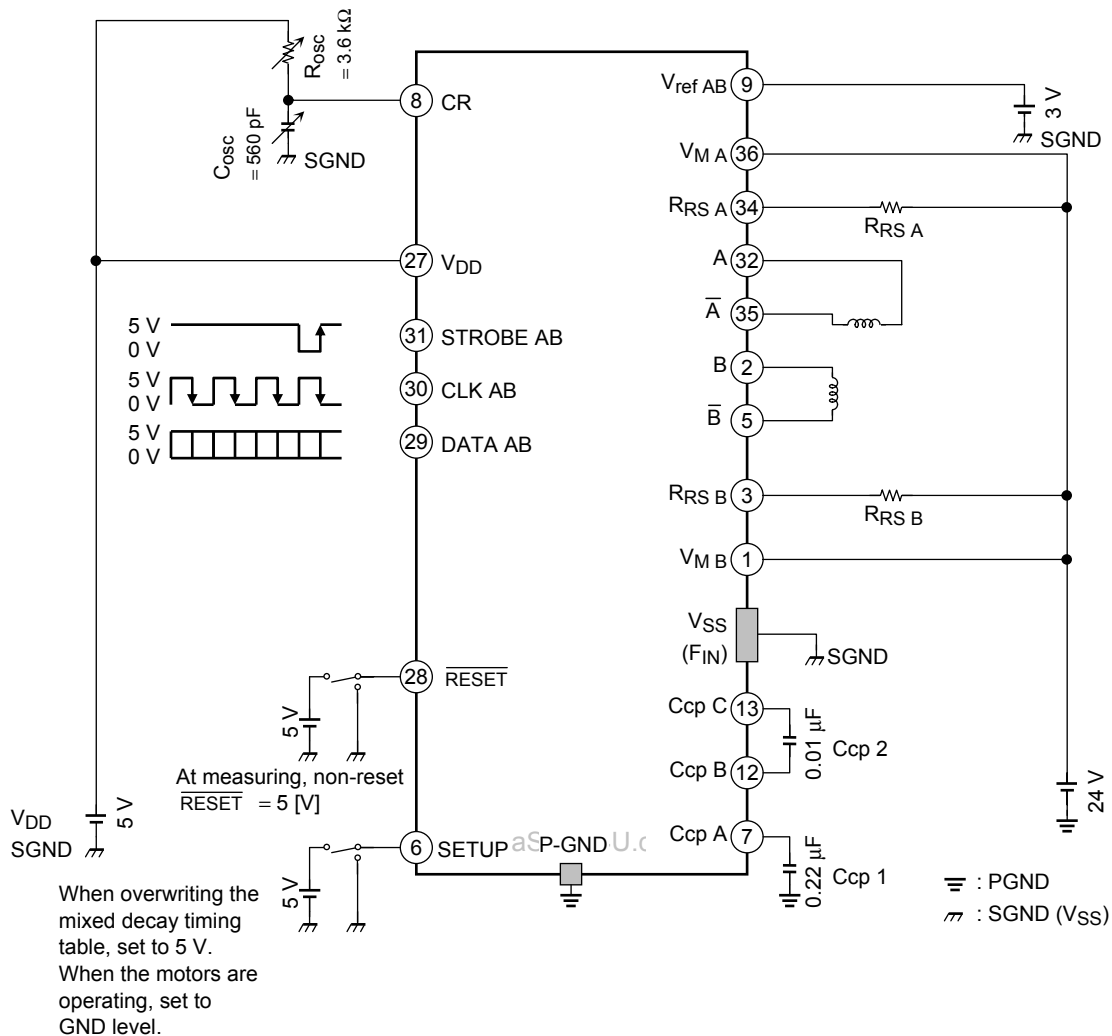 Rosc
= 3.6 kΩ
Cosc
= 560 pF
SGND
8
CR
Vref AB
9
3 V
SGND
VM A
36
RRS A
34
RRS A
A
32
A̅
35
B
2
B̅
5
RRS B
3
RRS B
VM B
1
VSS
(FIN)
SGND
27
VDD
5 V
0 V
31
STROBE AB
5 V
0 V
30
CLK AB
5 V
0 V
29
DATA AB
28
RESET
5 V
At measuring, non-reset
RESET = 5 [V]
Ccp C
13
0.01 µF
Ccp 2
Ccp B
12
24 V
VDD
5 V
SGND
6
SETUP
5 V
P-GND
Ccp A
7
0.22 µF
Ccp 1
: PGND
: SGND (VSS)
When overwriting the
mixed decay timing
table, set to 5 V.
When the motors are
operating, set to
GND level.